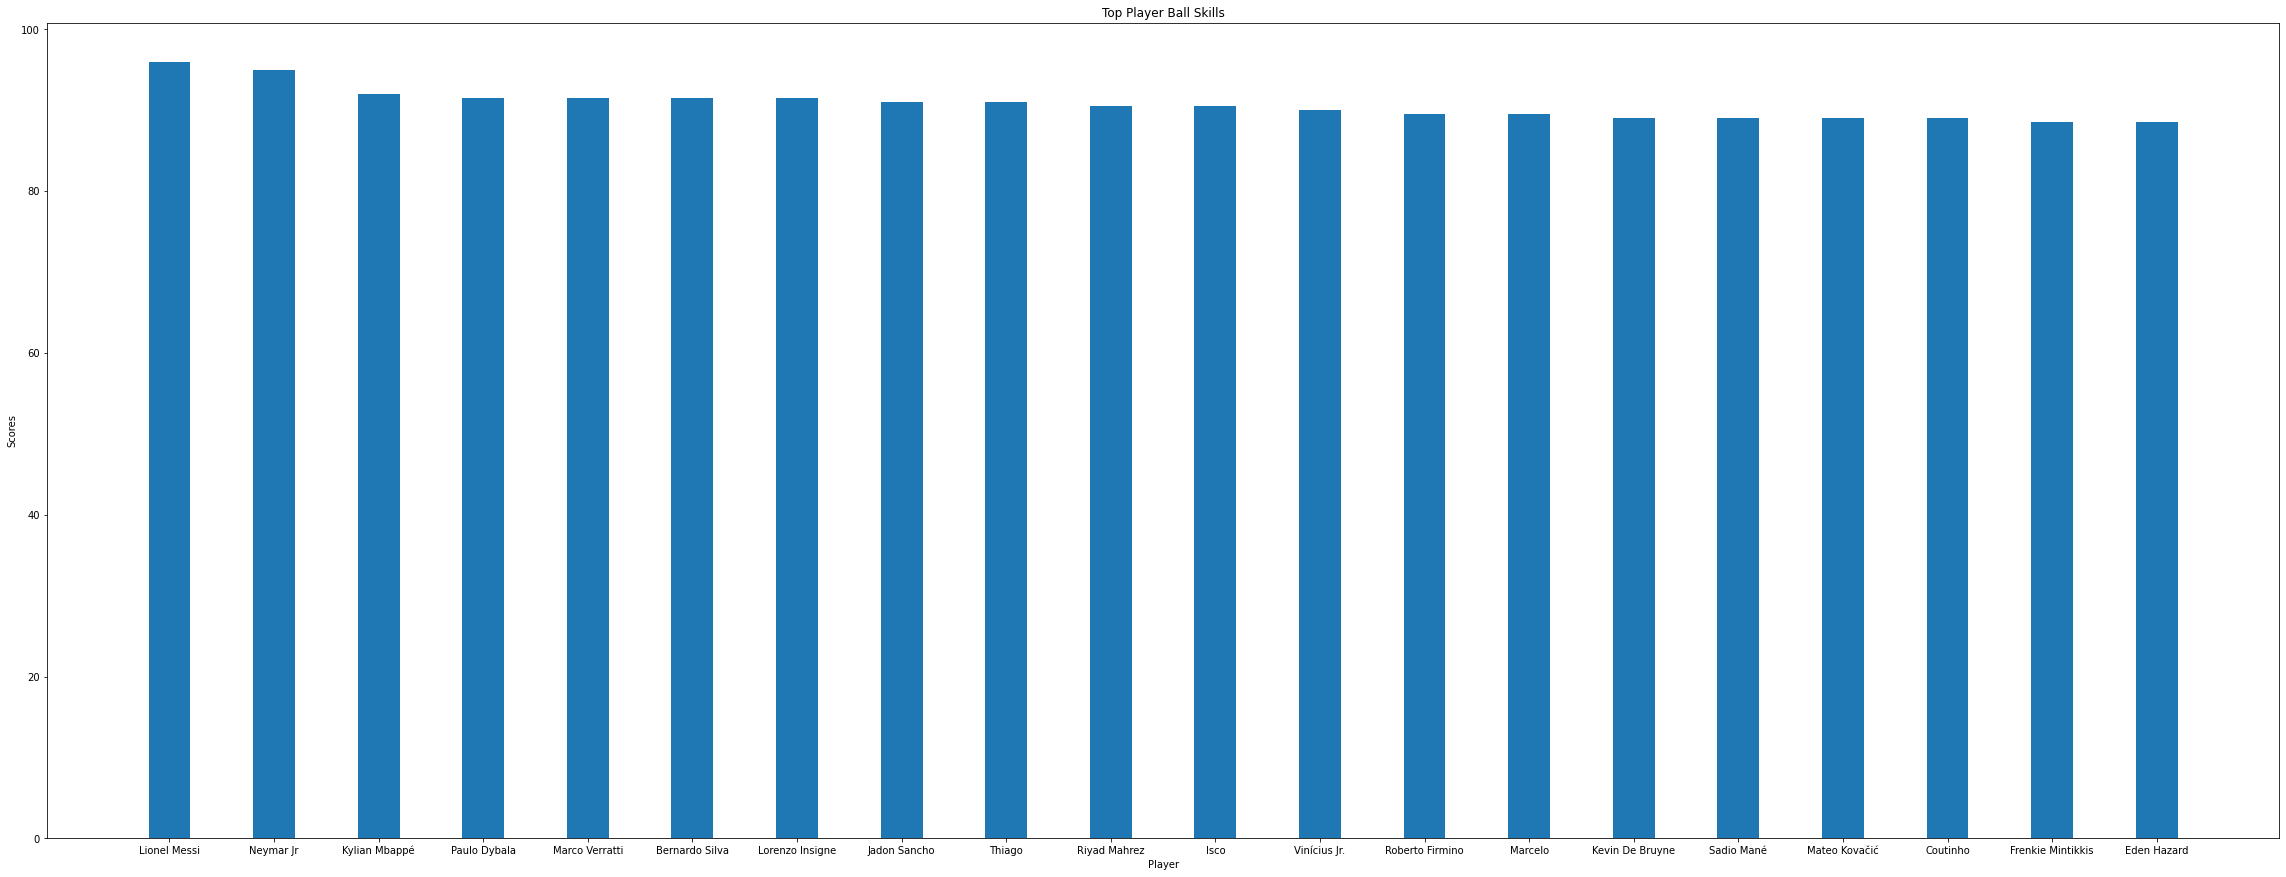 Top Player Ball Skills
100
80
60
40
20
0
Scores
Lionel Messi
Neymar Jr
Kylian Mbappé
Paulo Dybala
Marco Verratti
Bernardo Silva
Lorenzo Insigne
Jadon Sancho
Thiago
Riyad Mahrez
Isco
Vinícius Jr.
Roberto Firmino
Marcelo
Kevin De Bruyne
Sadio Mané
Mateo Kovačić
Coutinho
Frenkie Mintikkis
Eden Hazard
Player